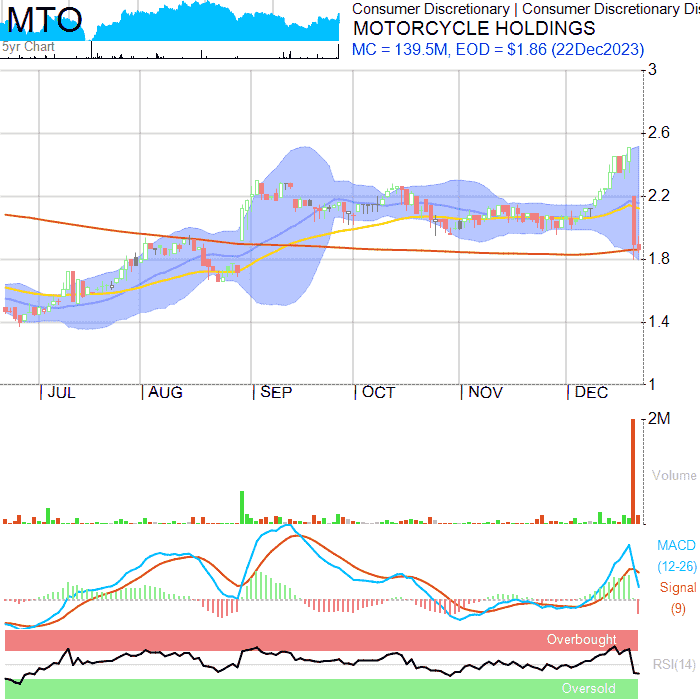 MTO
5yr Chart
Consumer Discretionary | Consumer Discretionary Dis
MOTORCYCLE HOLDINGS
MC = 139.5M, EOD = $1.86 (22Dec2023)
3
2.6
2.2
1.8
1.4
1
JUL AUG SEP OCT NOV DEC
2M
Volume
MACD
(12-26)
Signal
(9)
Overbought
RSI(14)
Oversold